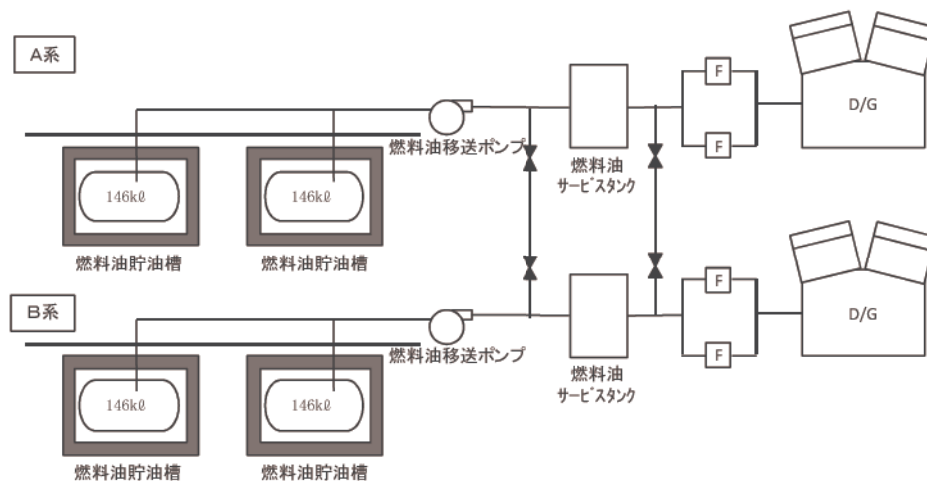 A系
F
D/G
F
燃料油移送ポンプ
燃料油
サービスタンク
146kℓ
146kℓ
燃料油貯油槽
燃料油貯油槽
B系
F
D/G
F
燃料油移送ポンプ
燃料油
サービスタンク
146kℓ
146kℓ
燃料油貯油槽
燃料油貯油槽